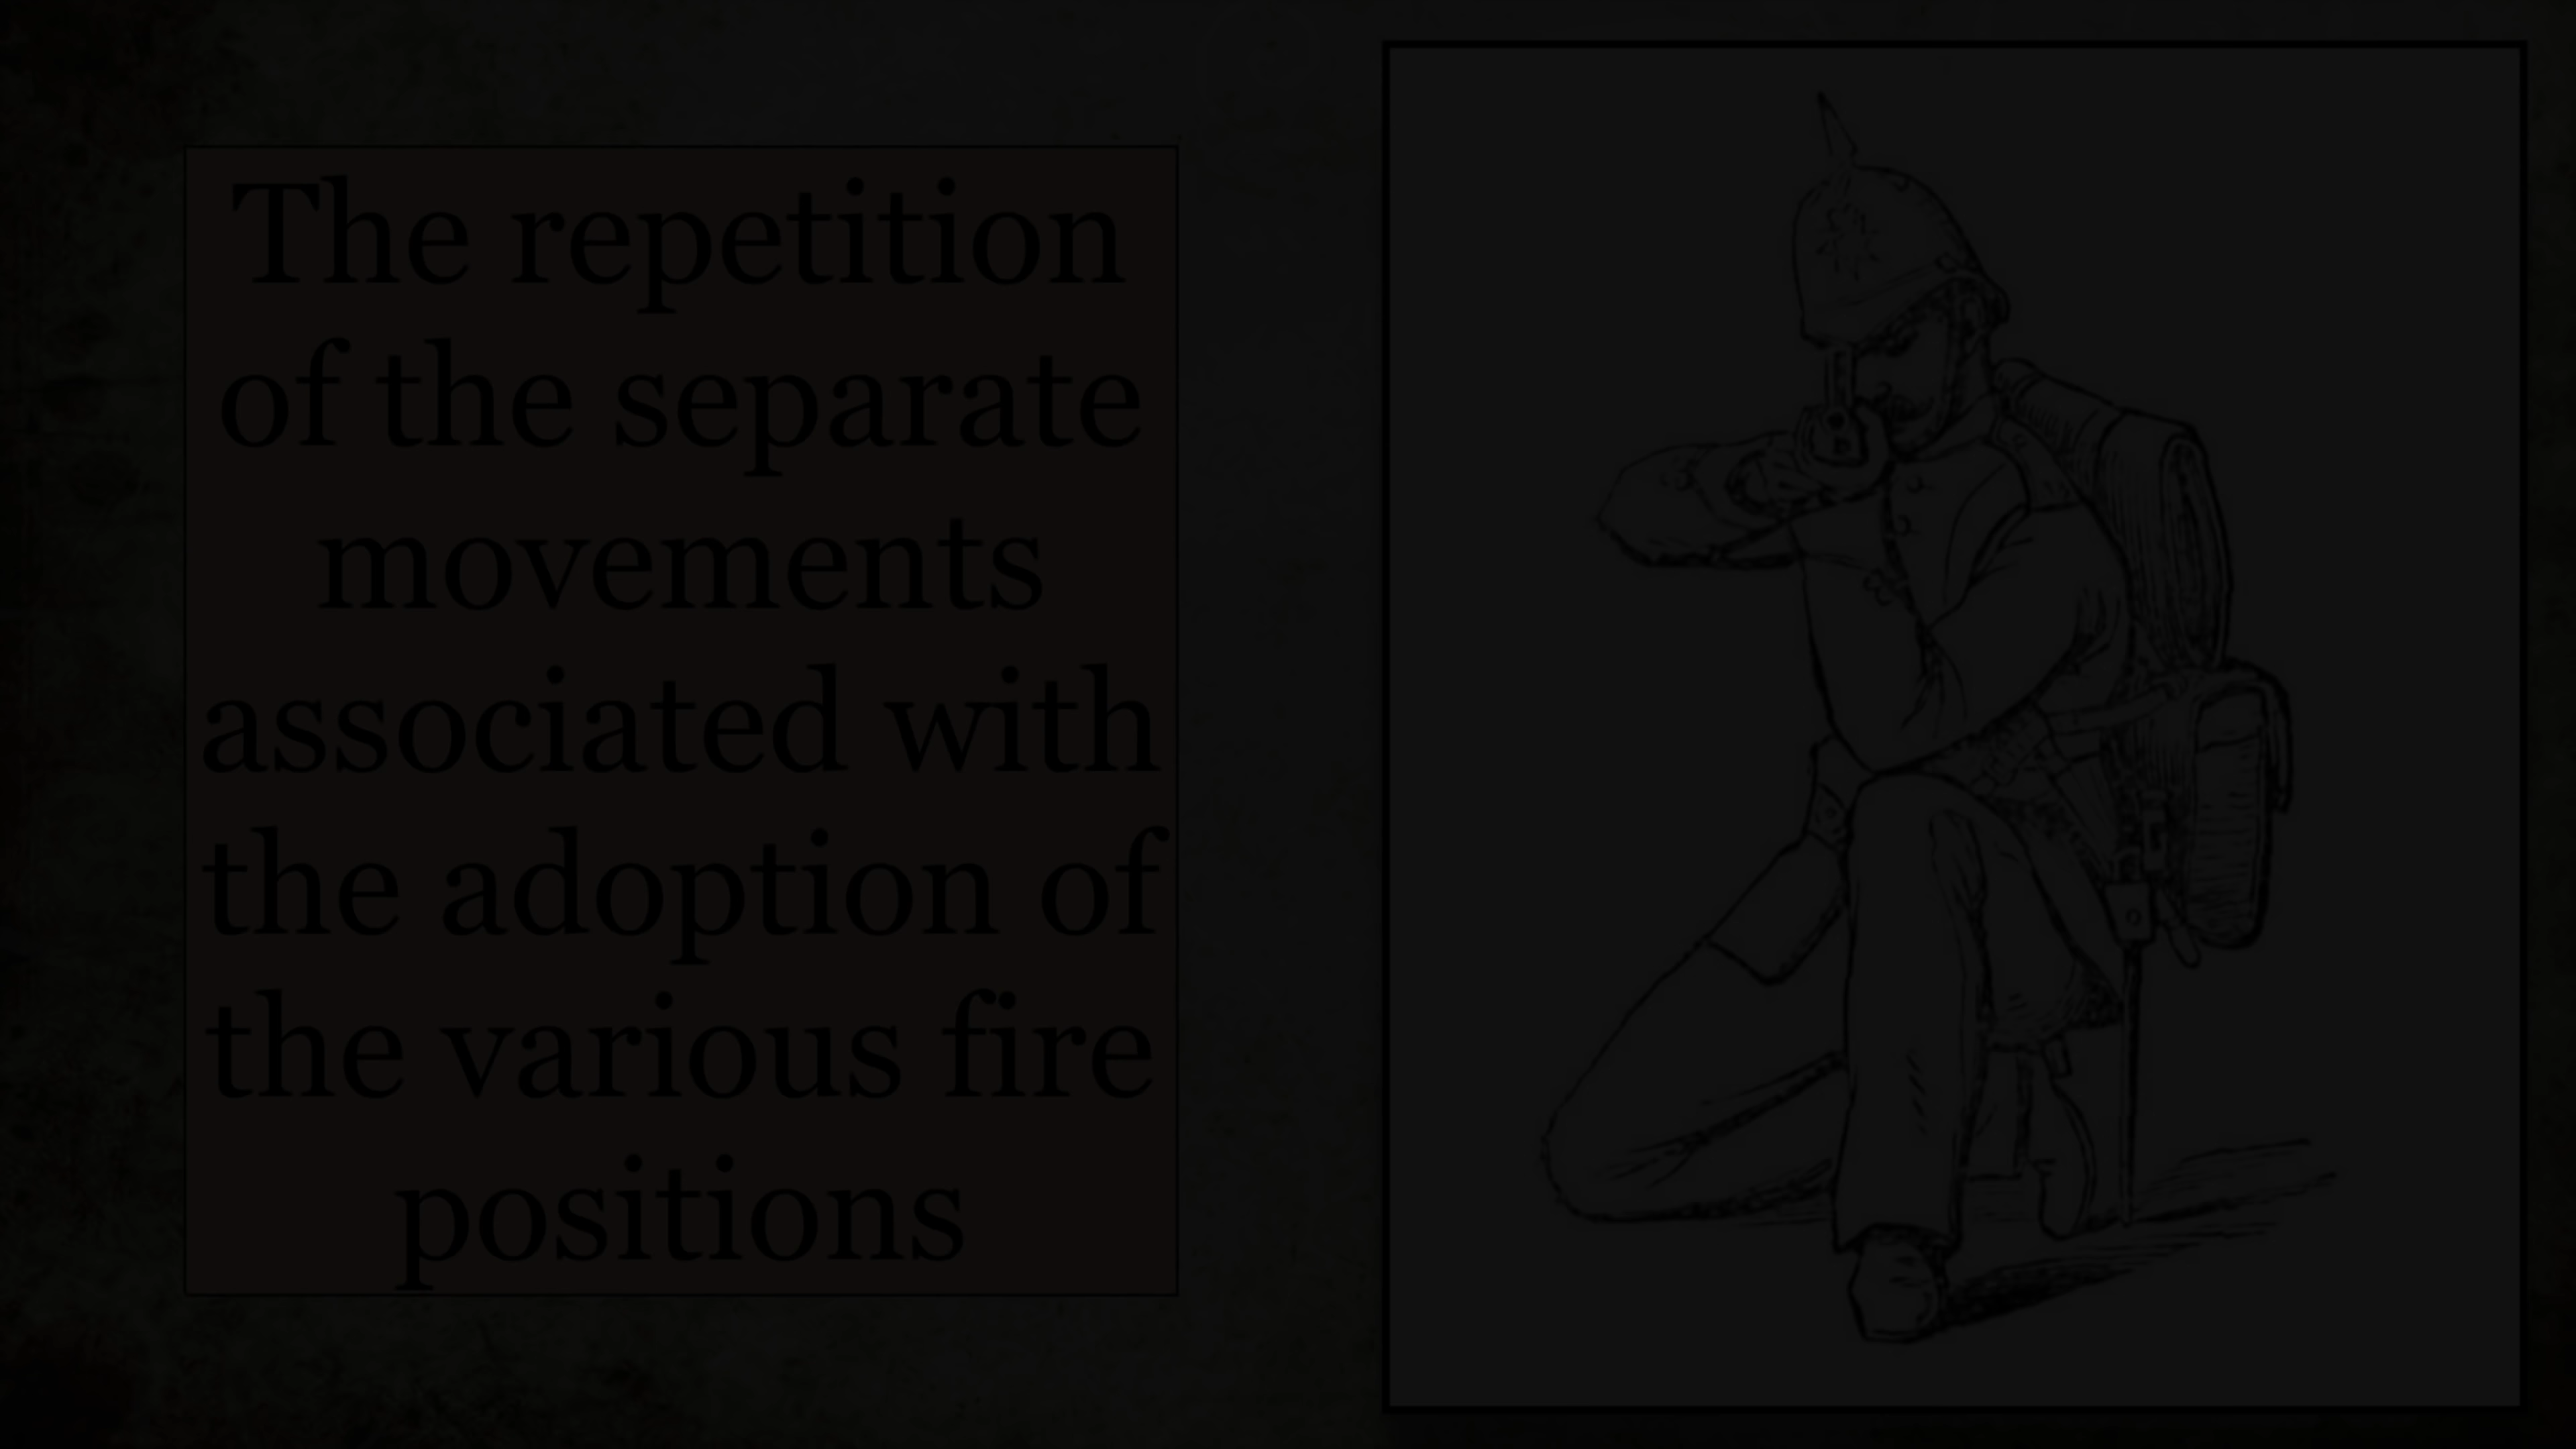 The repetition
of the separate
movements
associated with
the adoption of
the various fire
positions